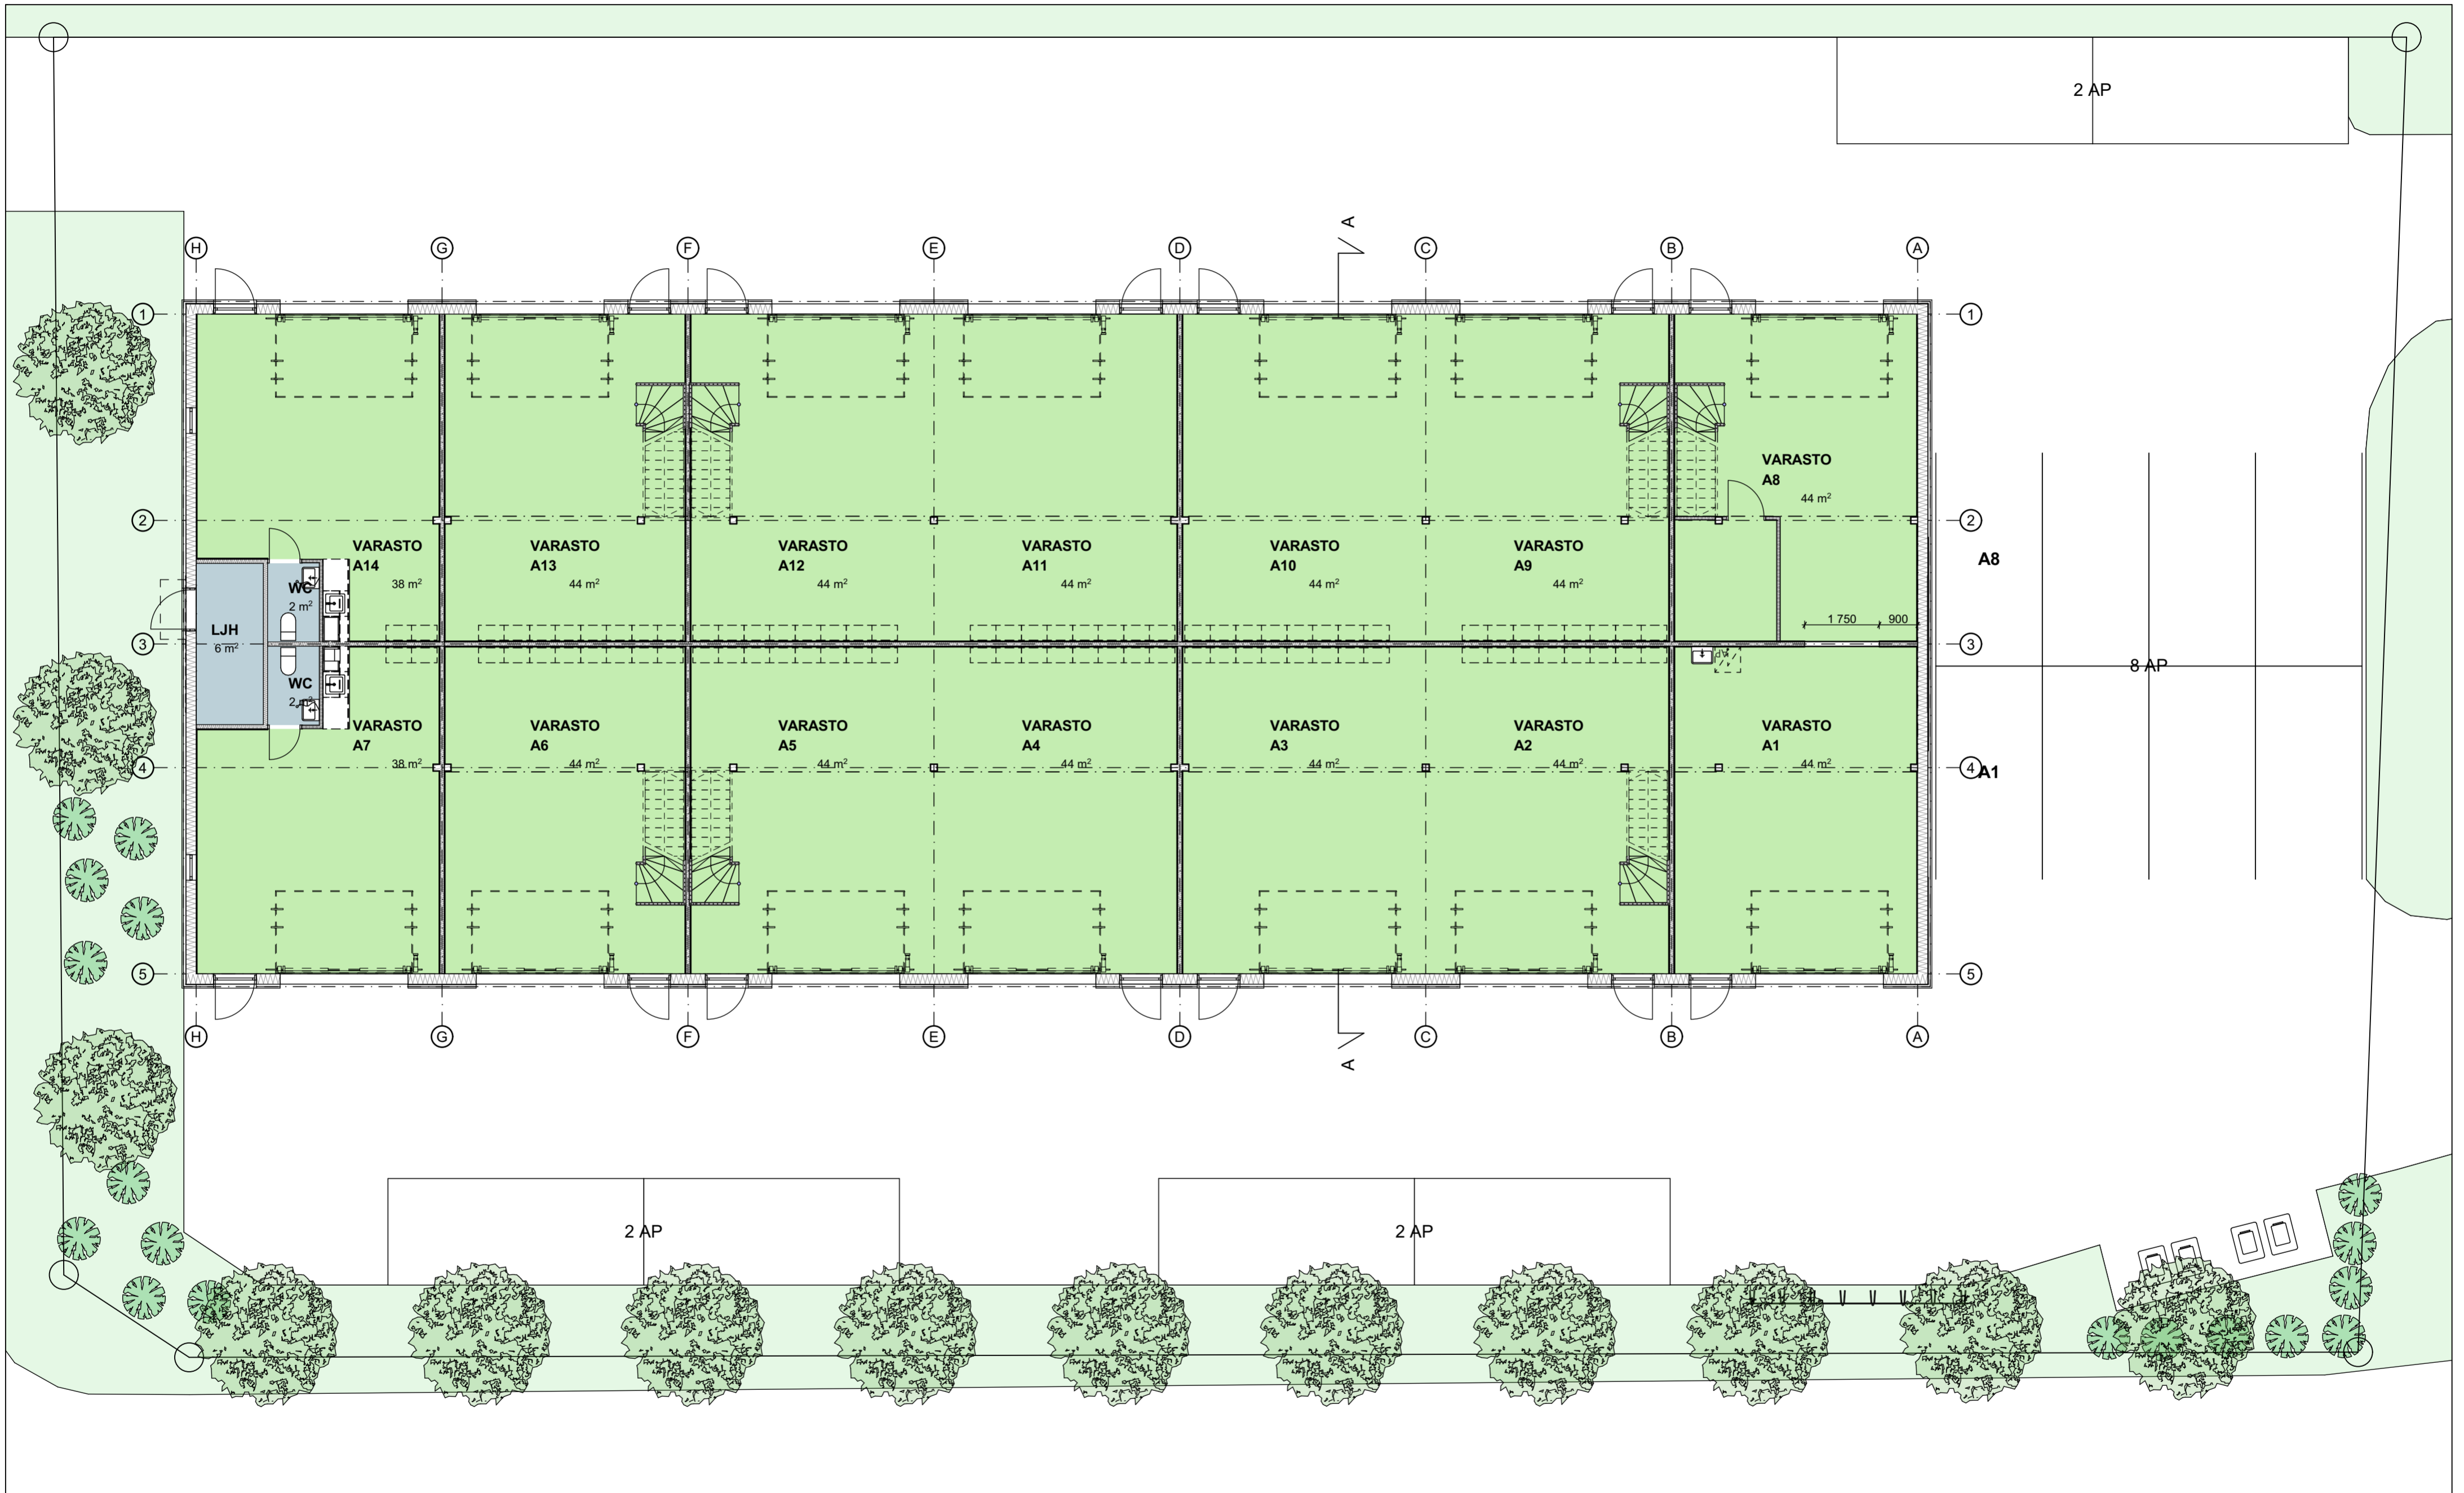 2 AP
A
H
G
F
E
D
C
B
A
1
1
VARASTO
A8
44 m²
2
2
VARASTO
A14
38 m²
VARASTO
A13
44 m²
VARASTO
A12
44 m²
VARASTO
A11
44 m²
VARASTO
A10
44 m²
VARASTO
A9
44 m²
A8
WC
2 m²
LJH
6 m²
1 750
900
3
3
8 AP
WC
2 m²
VARASTO
A7
38 m²
VARASTO
A6
44 m²
VARASTO
A5
44 m²
VARASTO
A4
44 m²
VARASTO
A3
44 m²
VARASTO
A2
44 m²
VARASTO
A1
44 m²
4
4
A1
5
5
H
G
F
E
D
C
B
A
A
2 AP
2 AP